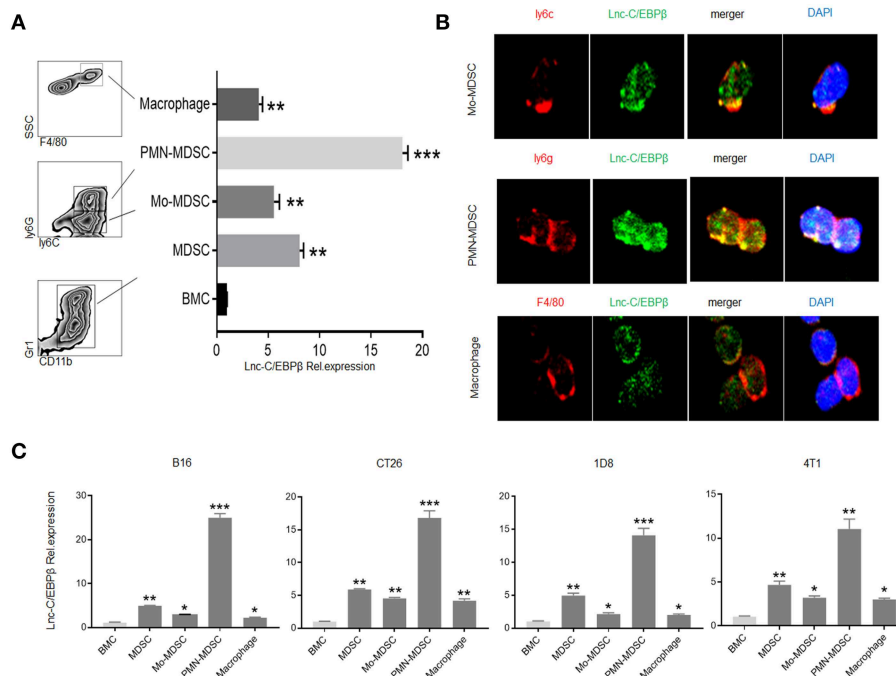 A
SSC
F4/80
ly6G
ly6C
Gr1
CD11b
Macrophage
**
PMN-MDSC
***
Mo-MDSC
**
MDSC
**
BMC
0 5 10 15 20
Lnc-C/EBPβ Rel.expression
B
ly6c Lnc-C/EBPβ merger DAPI
Mo-MDSC
ly6g Lnc-C/EBPβ merger DAPI
PMN-MDSC
F4/80 Lnc-C/EBPβ merger DAPI
Macrophage
C
Lnc-C/EBPβ Rel.expression
B16
30
20
10
5
0
** * *** *
BMC MDSC Mo-MDSC PMN-MDSC Macrophage
CT26
20
15
10
5
0
** ** *** **
BMC MDSC Mo-MDSC PMN-MDSC Macrophage
1D8
20
15
10
5
0
** * *** *
BMC MDSC Mo-MDSC PMN-MDSC Macrophage
4T1
15
10
5
0
** * ** *
BMC MDSC Mo-MDSC PMN-MDSC Macrophage